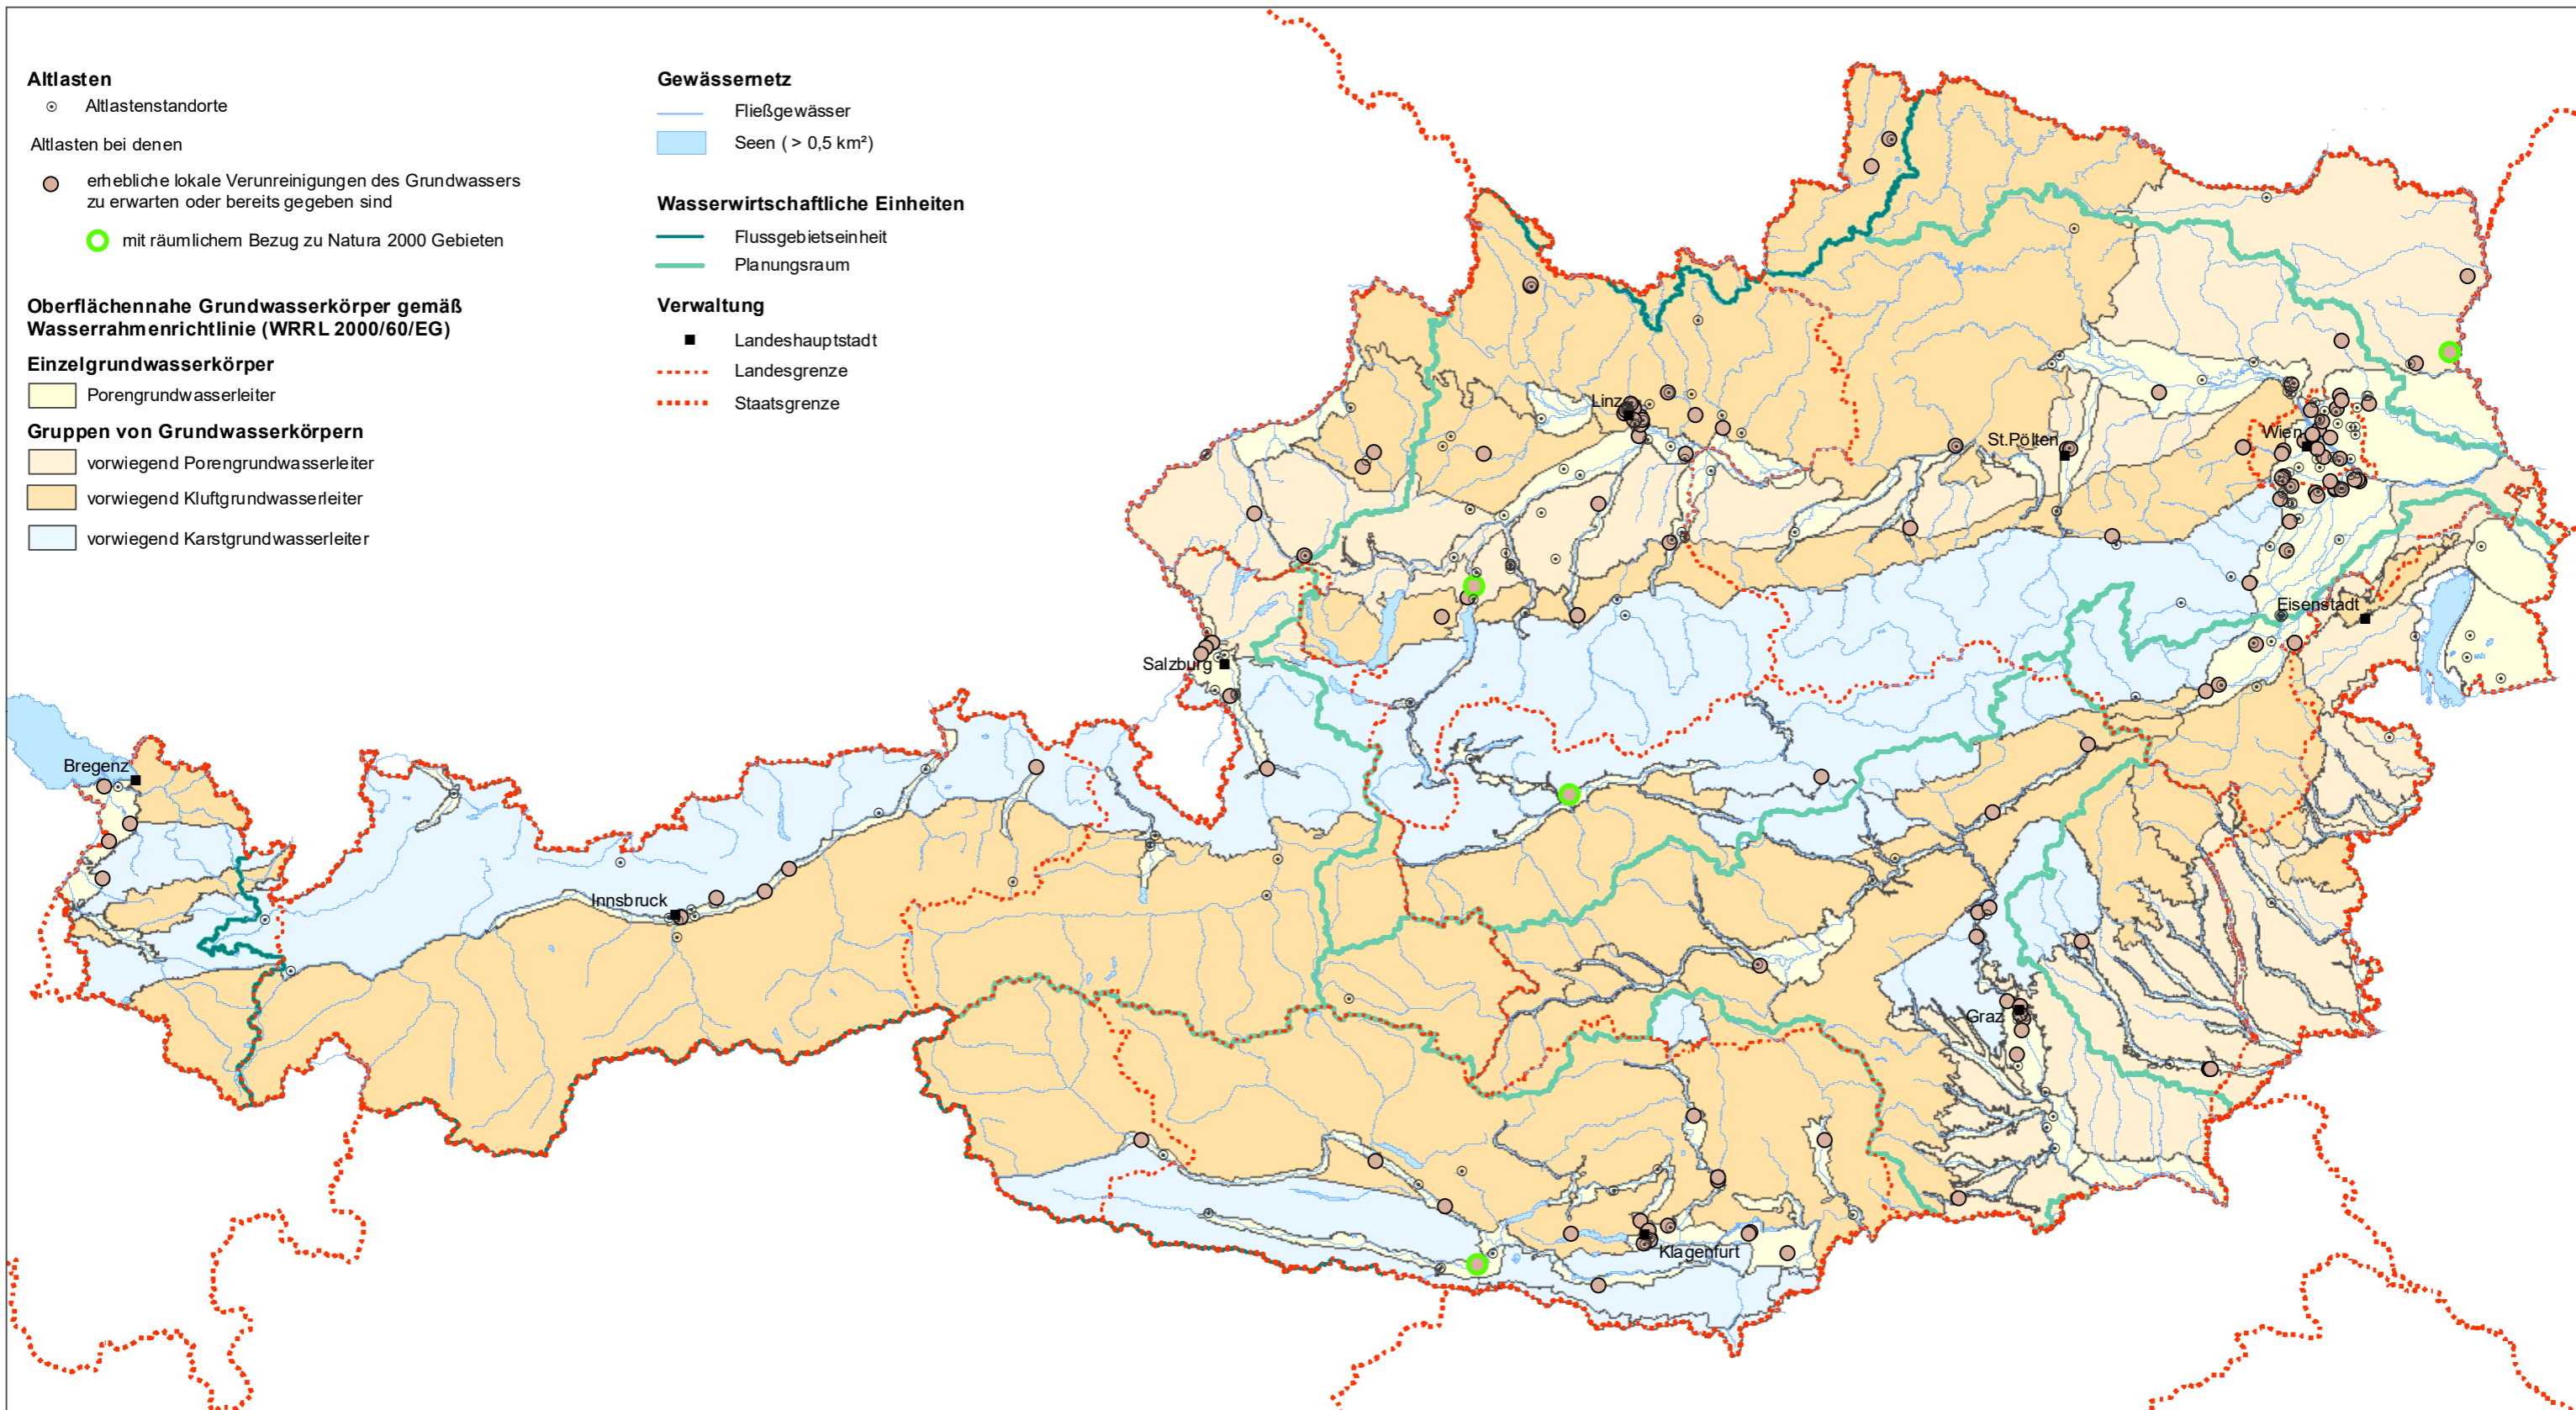 Altlasten
Altlastenstandorte
Altlasten bei denen
erhebliche lokale Verunreinigungen des Grundwassers
zu erwarten oder bereits gegeben sind
mit räumlichem Bezug zu Natura 2000 Gebieten
Oberflächennahe Grundwasserkörper gemäß
Wasserrahmenrichtlinie (WRRL 2000/60/EG)
Einzelgrundwasserkörper
Porengrundwasserleiter
Gruppen von Grundwasserkörpern
vorwiegend Porengrundwasserleiter
vorwiegend Kluftgrundwasserleiter
vorwiegend Karstgrundwasserleiter
Gewässernetz
Fließgewässer
Seen ( > 0,5 km²)
Wasserwirtschaftliche Einheiten
Flussgebietseinheit
Planungsraum
Verwaltung
Landeshauptstadt
Landesgrenze
Staatsgrenze
Linz
St.Pölten
Wien
Eisenstadt
Salzburg
Bregenz
Innsbruck
Graz
Klagenfurt